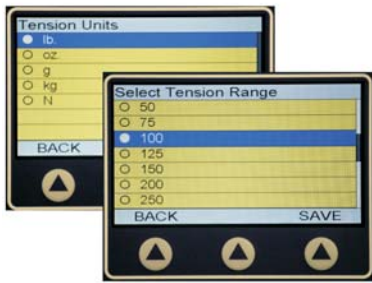 Tension Units
lb.
oz.
g
kg
N
BACK
Select Tension Range
50
75
100
125
150
200
250
BACK SAVE